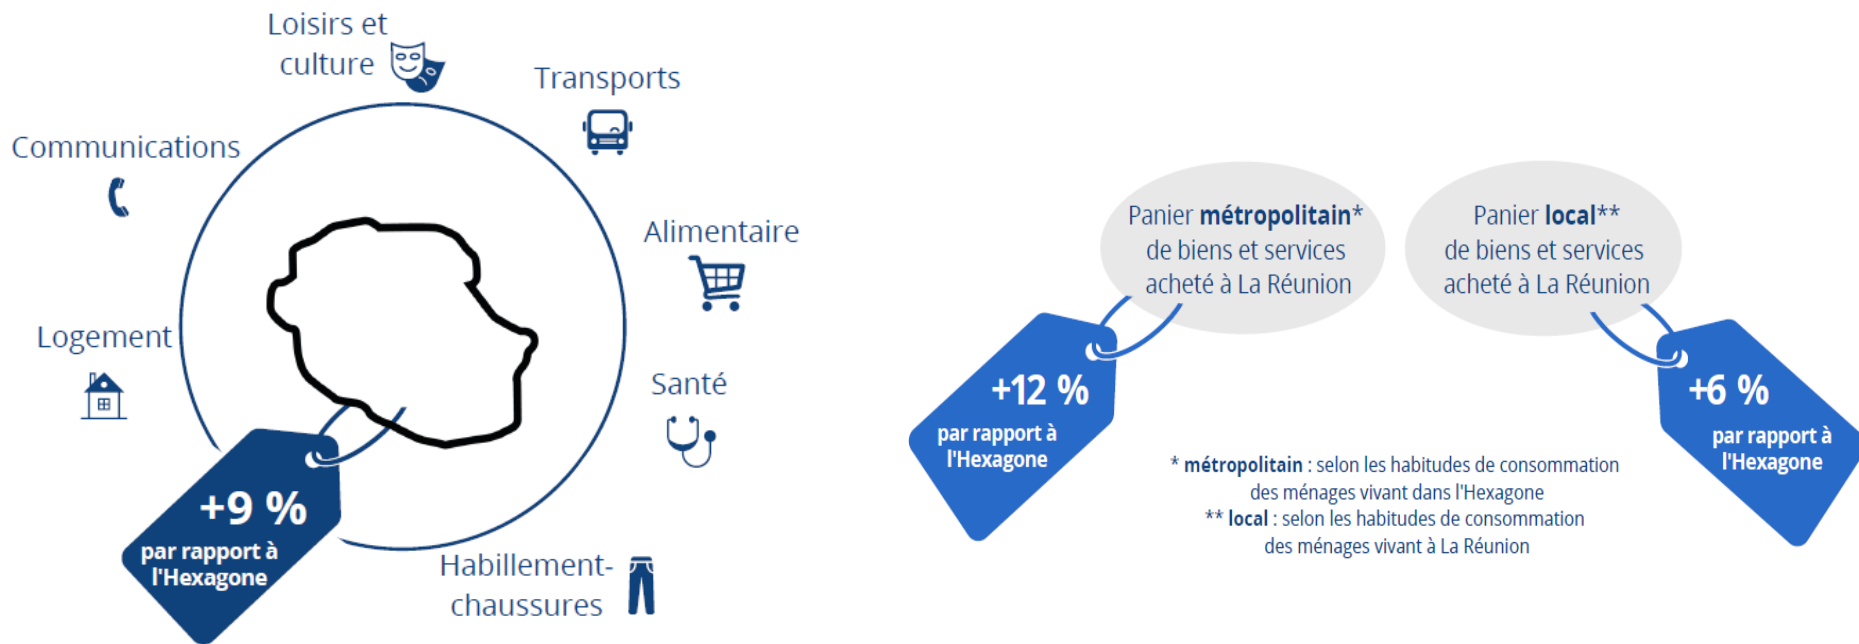 Loisirs et
culture
Transports
Communications
Alimentaire
Logement
Santé
+9 %
par rapport à
l'Hexagone
Habillement-
chaussures
Panier métropolitain*
de biens et services
acheté à La Réunion
+12 %
par rapport à
l'Hexagone
Panier local**
de biens et services
acheté à La Réunion
+6 %
par rapport à
l'Hexagone
* métropolitain : selon les habitudes de consommation
des ménages vivant dans l'Hexagone
** local : selon les habitudes de consommation
des ménages vivant à La Réunion